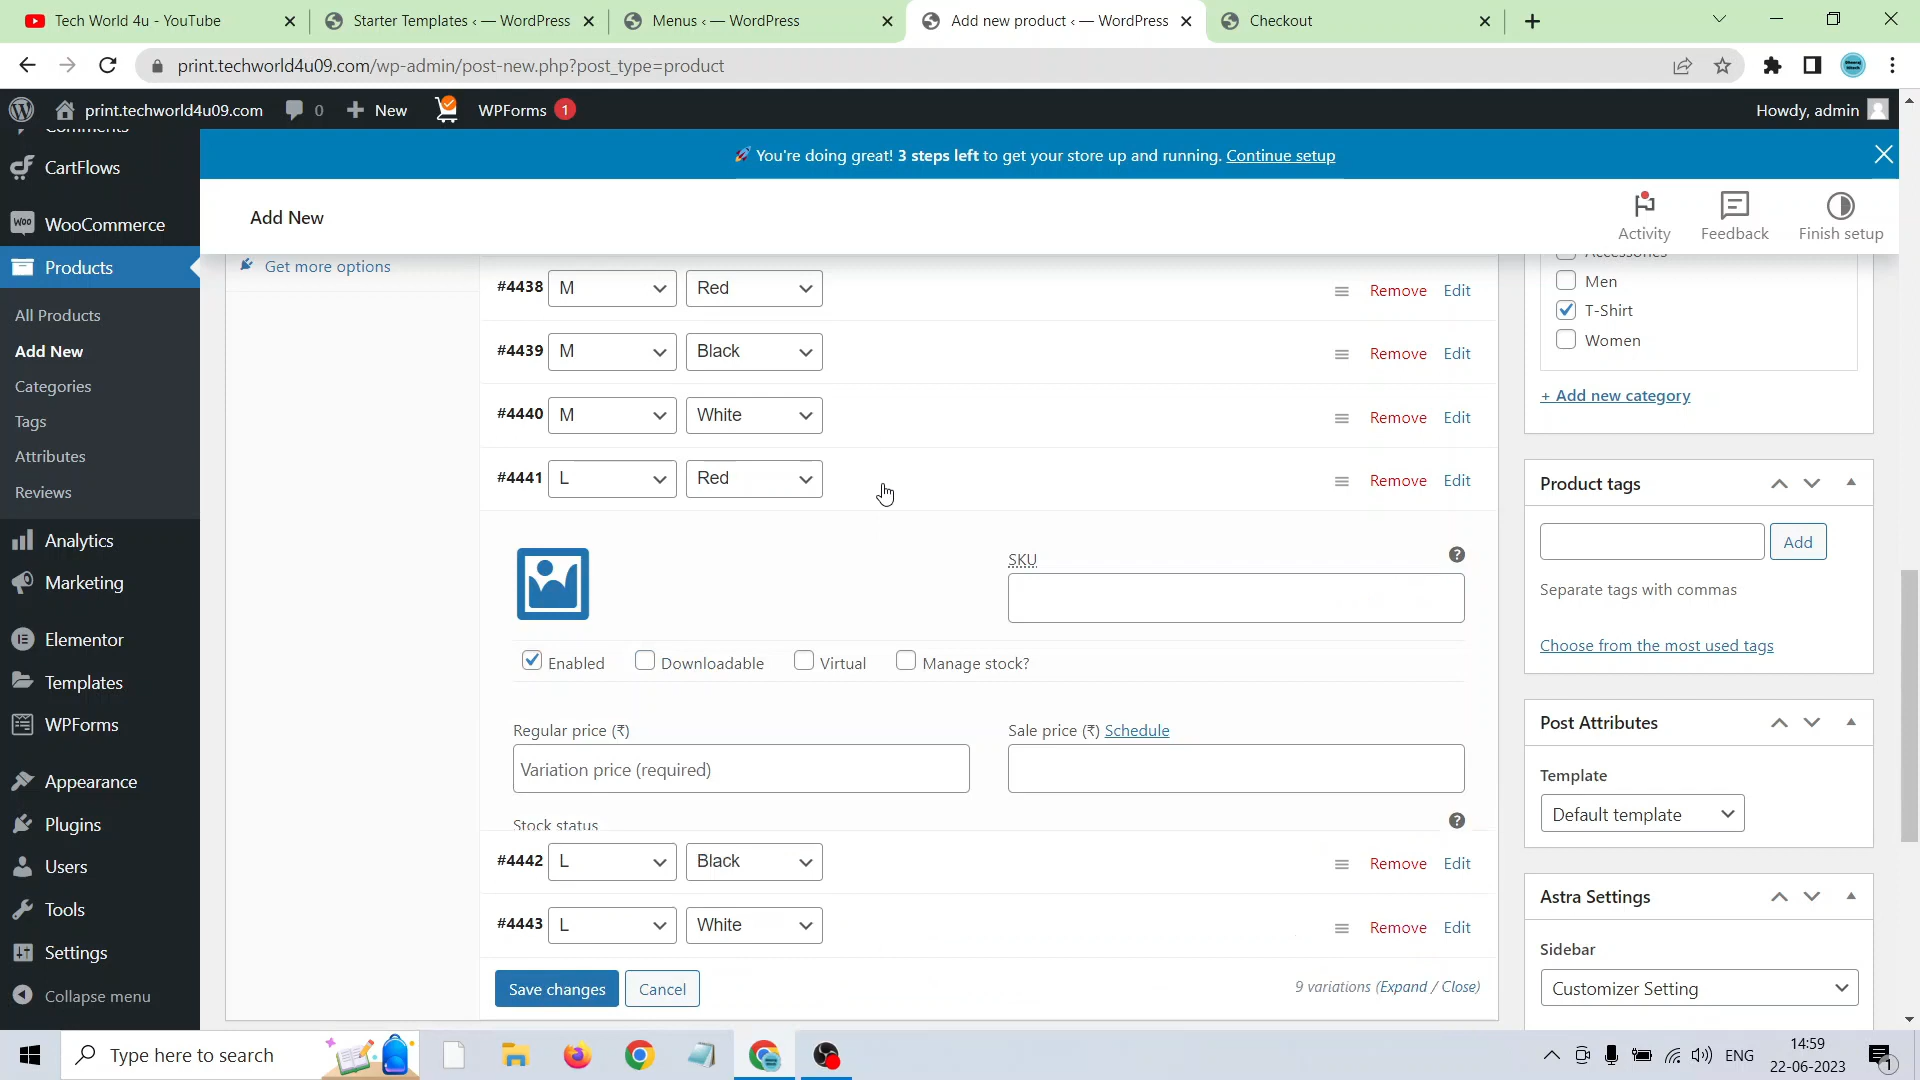 Tech World 4u - YouTube
Starter Templates ‹ — WordPress
Menus ‹ — WordPress
Add new product ‹ — WordPress
Checkout
print.techworld4u09.com/wp-admin/post-new.php?post_type=product
print.techworld4u09.com
0
New
WPForms 1
Howdy, admin
Comments
CartFlows
WooCommerce
Products
All Products
Add New
Categories
Tags
Attributes
Reviews
Analytics
Marketing
Elementor
Templates
WPForms
Appearance
Plugins
Users
Tools
Settings
Collapse menu
🚀 You're doing great! 3 steps left to get your store up and running. Continue setup
Add New
Activity
Feedback
Finish setup
Get more options
#4438 M Red Remove Edit
#4439 M Black Remove Edit
#4440 M White Remove Edit
#4441 L Red Remove Edit
SKU
Enabled Downloadable Virtual Manage stock?
Regular price (₹)
Variation price (required)
Sale price (₹) Schedule
Stock status
#4442 L Black Remove Edit
#4443 L White Remove Edit
Save changes Cancel
9 variations (Expand / Close)
Accessories
Men
T-Shirt
Women
+ Add new category
Product tags
Add
Separate tags with commas
Choose from the most used tags
Post Attributes
Template
Default template
Astra Settings
Sidebar
Customizer Setting
Type here to search
ENG
14:59
22-06-2023
1